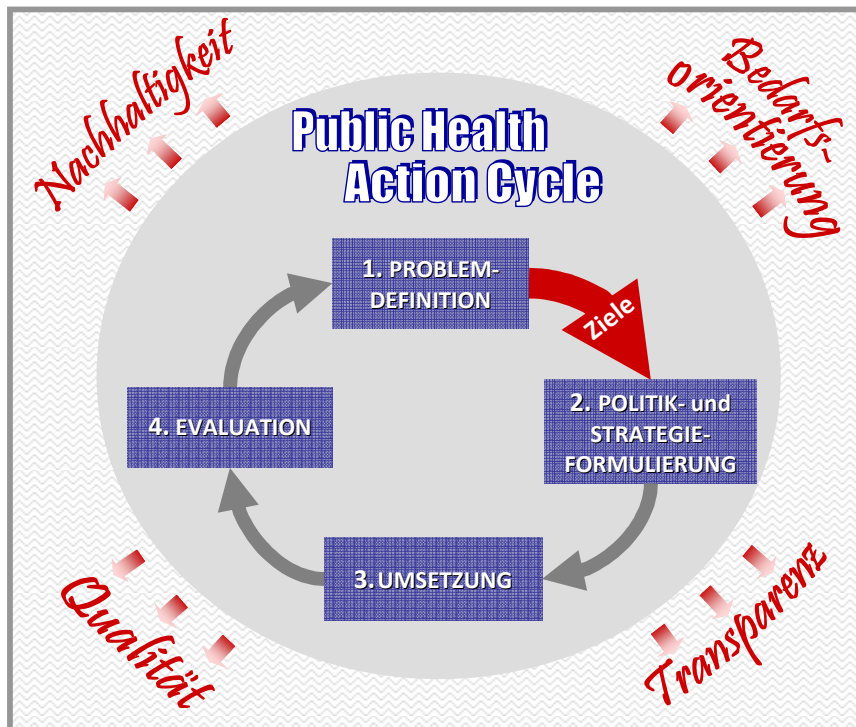 Nachhaltigkeit
Bedarfs-
orientierung
Public Health
Action Cycle
1. PROBLEM-
DEFINITION
Ziele
2. POLITIK- und
STRATEGIE-
FORMULIERUNG
4. EVALUATION
3. UMSETZUNG
Qualität
Transparenz